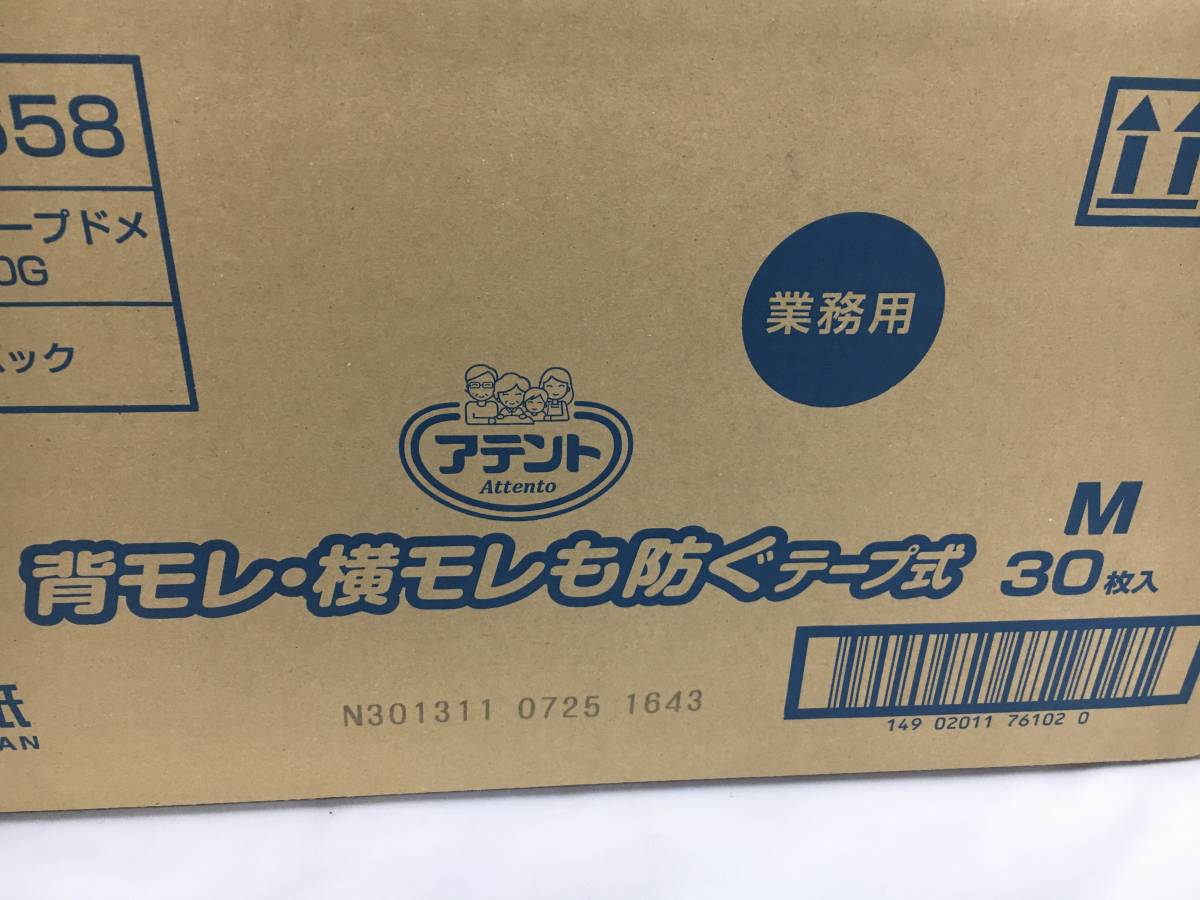 658
ープドメ
0G
ック
業務用
アテント
Attento
背モレ・横モレも防ぐテープ式
M
30枚入
紙
AN
N301311 0725 1643
149 02011 76102 0